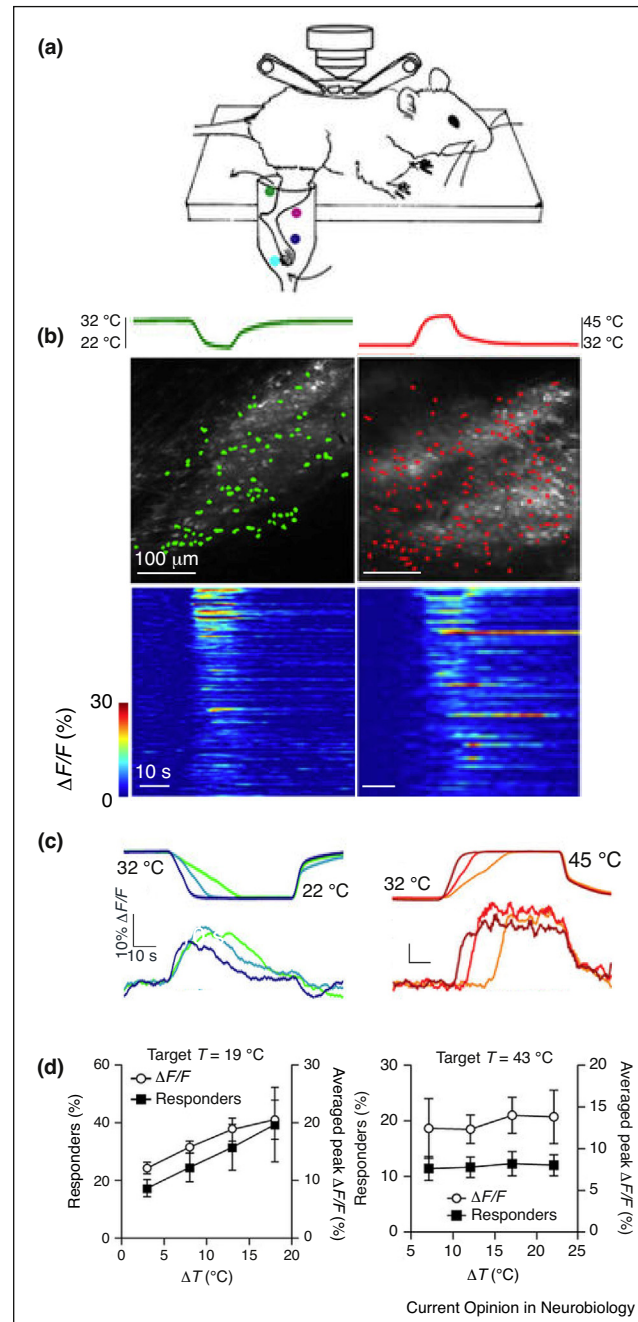 (a)
(b)
32 °C
22 °C
45 °C
32 °C
100 μm
ΔF/F (%)
30
0
10 s
(c)
32 °C
22 °C
10% ΔF/F
10 s
32 °C
45 °C
(d)
Target T = 19 °C
ΔF/F
Responders
Responders (%)
60
40
20
0
Averaged peak ΔF/F
(%)
30
20
10
0
0
5
10
15
20
ΔT (°C)
Target T = 43 °C
ΔF/F
Responders
Responders (%)
30
20
10
0
Averaged peak ΔF/F
(%)
20
15
10
5
0
5
10
15
20
25
ΔT (°C)
Current Opinion in Neurobiology